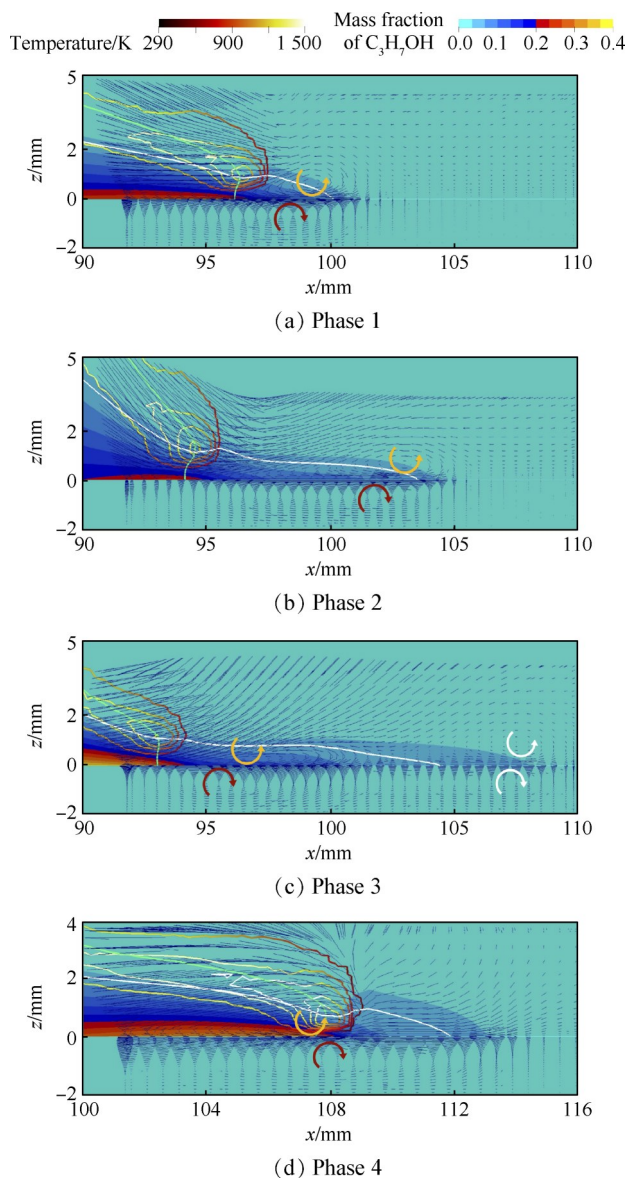 Temperature/K 290 900 1 500
Mass fraction of C₃H₇OH 0.0 0.1 0.2 0.3 0.4
5
2
0
−2
z/mm
90 95 100 105 110
x/mm
(a) Phase 1
5
2
0
−2
z/mm
90 95 100 105 110
x/mm
(b) Phase 2
5
2
0
−2
z/mm
90 95 100 105 110
x/mm
(c) Phase 3
4
2
0
−2
z/mm
100 104 108 112 116
x/mm
(d) Phase 4